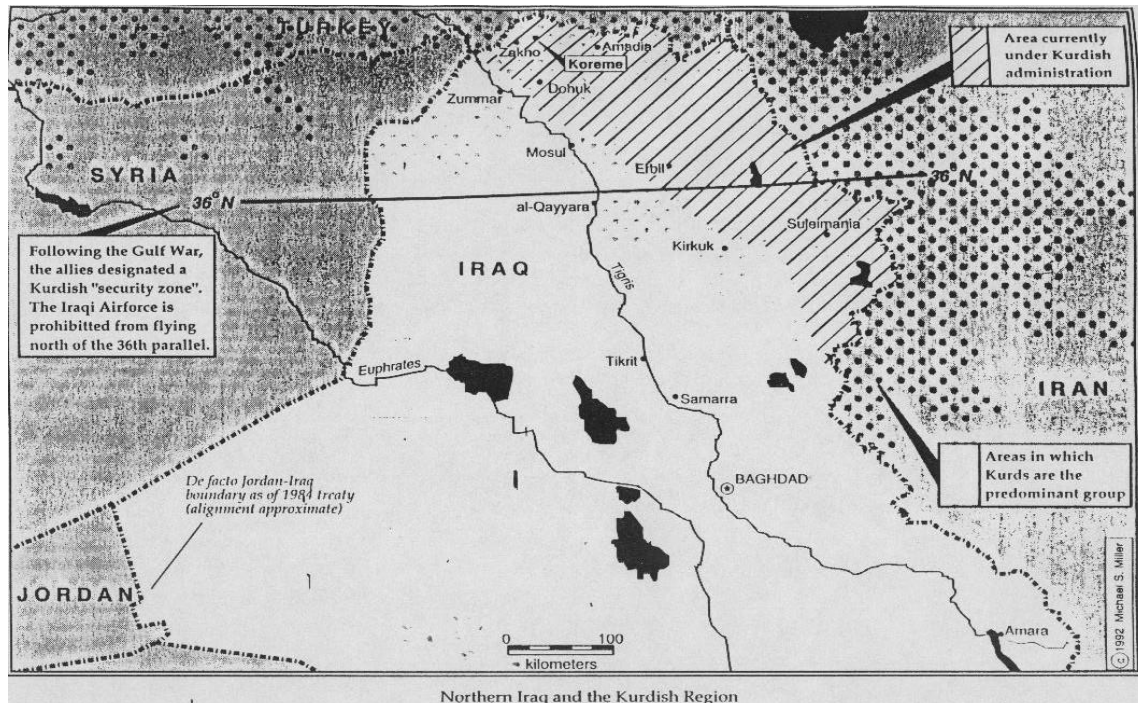 TURKEY
Zakho
Amadia
Koreme
Dohuk
Zummar
Area currently
under Kurdish
administration
Mosul
Erbil
SYRIA
36° N
36 N
al-Qayyara
Suleimania
Kirkuk
Following the Gulf War,
the allies designated a
Kurdish "security zone".
The Iraqi Airforce is
prohibitted from flying
north of the 36th parallel.
IRAQ
Tigris
Euphrates
Tikrit
Samarra
IRAN
Areas in which
Kurds are the
predominant group
De facto Jordan-Iraq
boundary as of 1984 treaty
(alignment approximate)
BAGHDAD
JORDAN
Amara
0 100
kilometers
© 1992 Michael S. Miller
Northern Iraq and the Kurdish Region